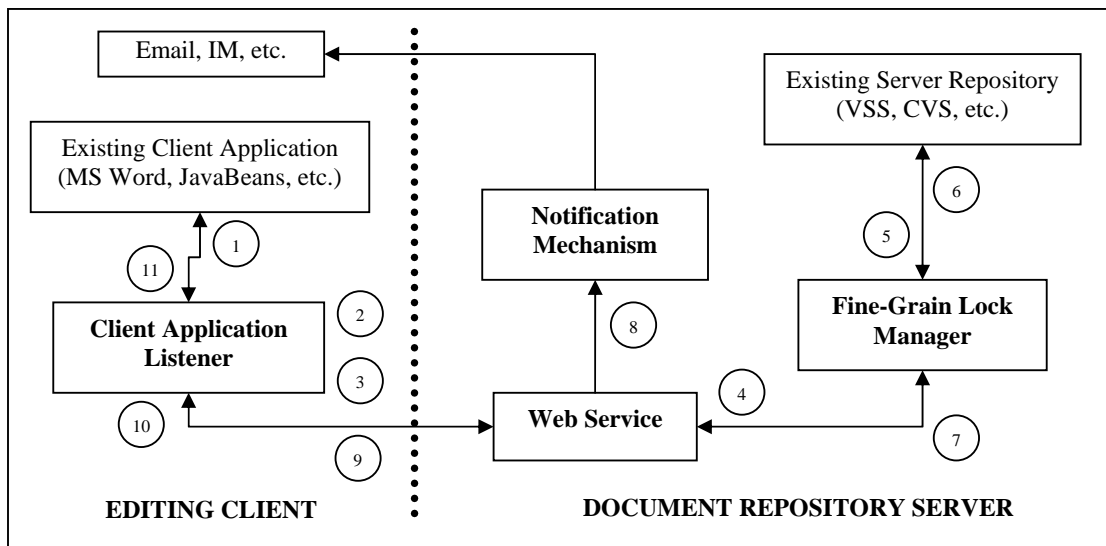 Email, IM, etc.
Existing Client Application
(MS Word, JavaBeans, etc.)
1
11
Client Application
Listener
2
3
10
9
EDITING CLIENT
Notification
Mechanism
8
Web Service
4
Existing Server Repository
(VSS, CVS, etc.)
6
5
Fine-Grain Lock
Manager
7
DOCUMENT REPOSITORY SERVER